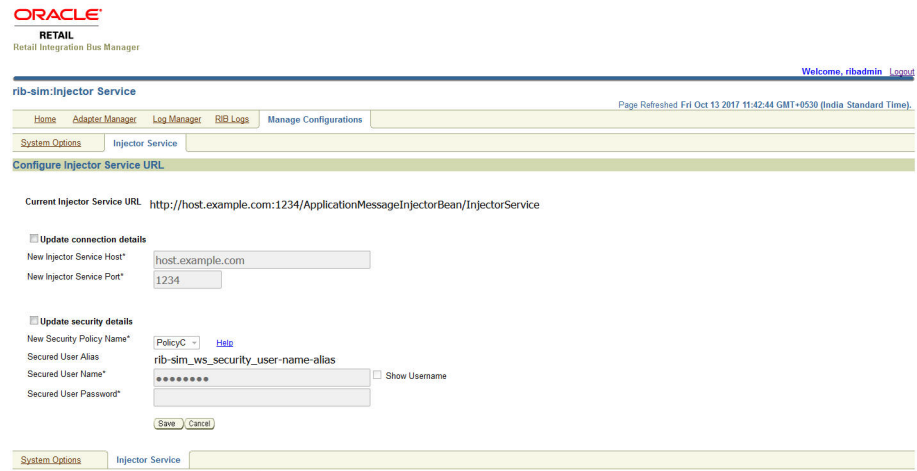 ORACLE®
RETAIL
Retail Integration Bus Manager
Welcome, ribadmin Logout
rib-sim:Injector Service
Page Refreshed Fri Oct 13 2017 11:42:44 GMT+0530 (India Standard Time).
Home Adapter Manager Log Manager RIB Logs Manage Configurations
System Options Injector Service
Configure Injector Service URL
Current Injector Service URL http://host.example.com:1234/ApplicationMessageInjectorBean/InjectorService
Update connection details
New Injector Service Host* host.example.com
New Injector Service Port* 1234
Update security details
New Security Policy Name* PolicyC Help
Secured User Alias rib-sim_ws_security_user-name-alias
Secured User Name* ●●●●●●●● Show Username
Secured User Password*
Save Cancel
System Options Injector Service